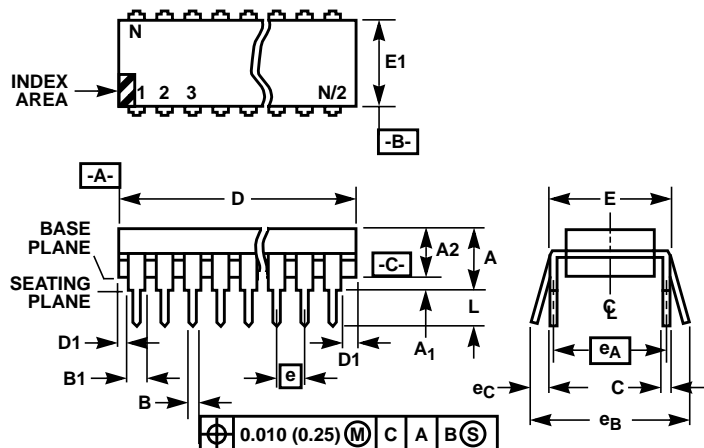 N
E1
INDEX
AREA
1 2 3 N/2
-B-
-A-
D
E
BASE
PLANE
A2
A
-C-
SEATING
PLANE
L
C
L
D1
A1
D1
eA
B1
e
eC
C
B
eB
0.010 (0.25) M C A B S